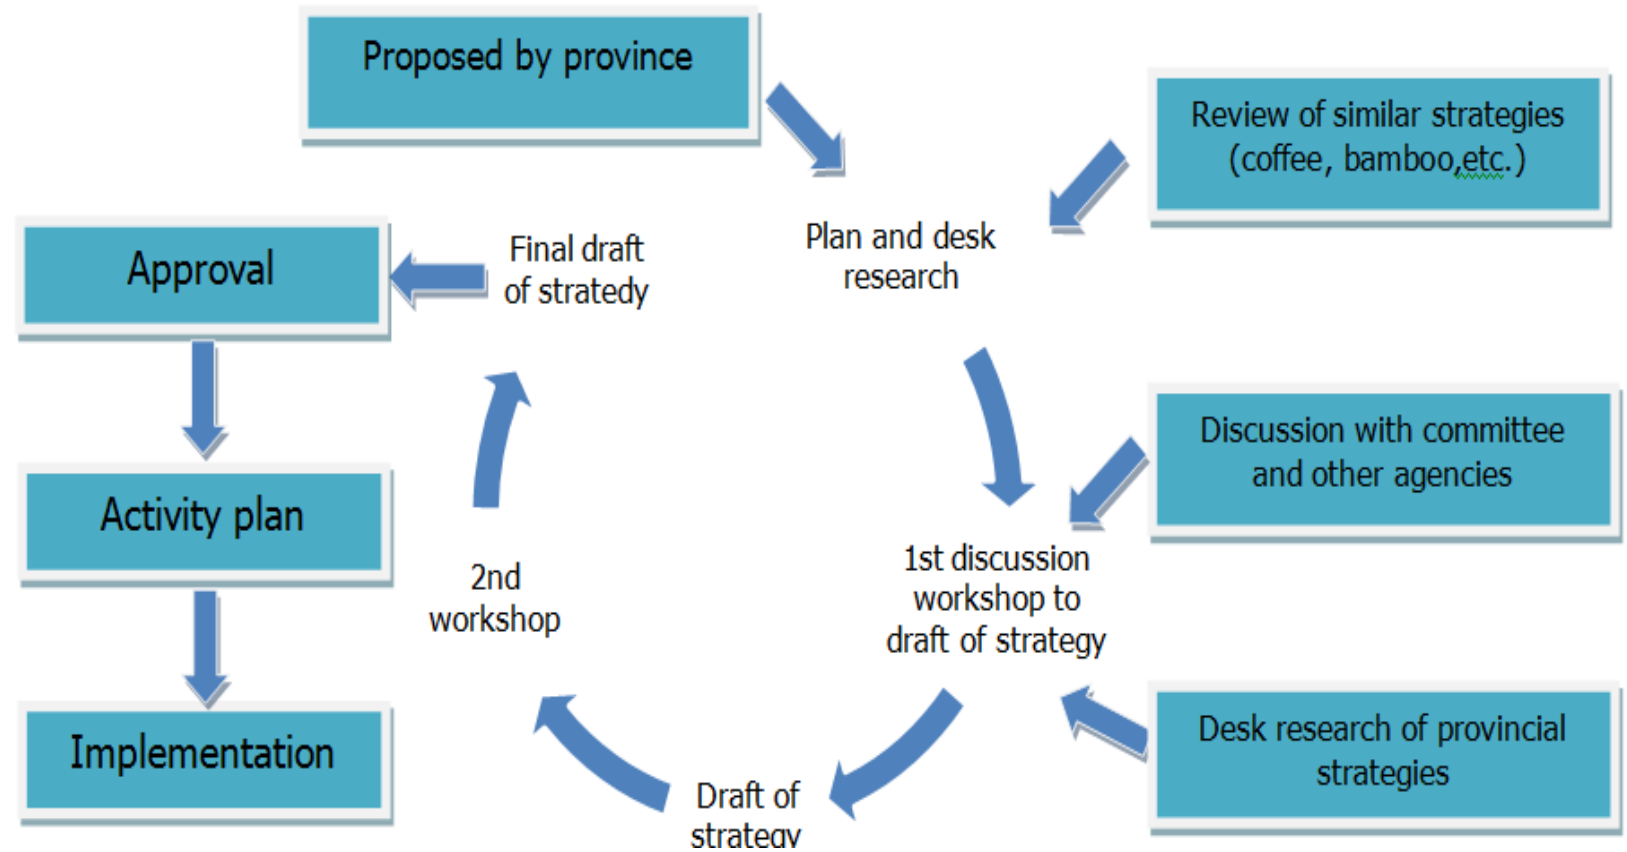 Proposed by province
Review of similar strategies
(coffee, bamboo,etc.)
Plan and desk
research
Final draft
of stratedy
Approval
Discussion with committee
and other agencies
Activity plan
1st discussion
workshop to
draft of strategy
2nd
workshop
Desk research of provincial
strategies
Implementation
Draft of
strategy